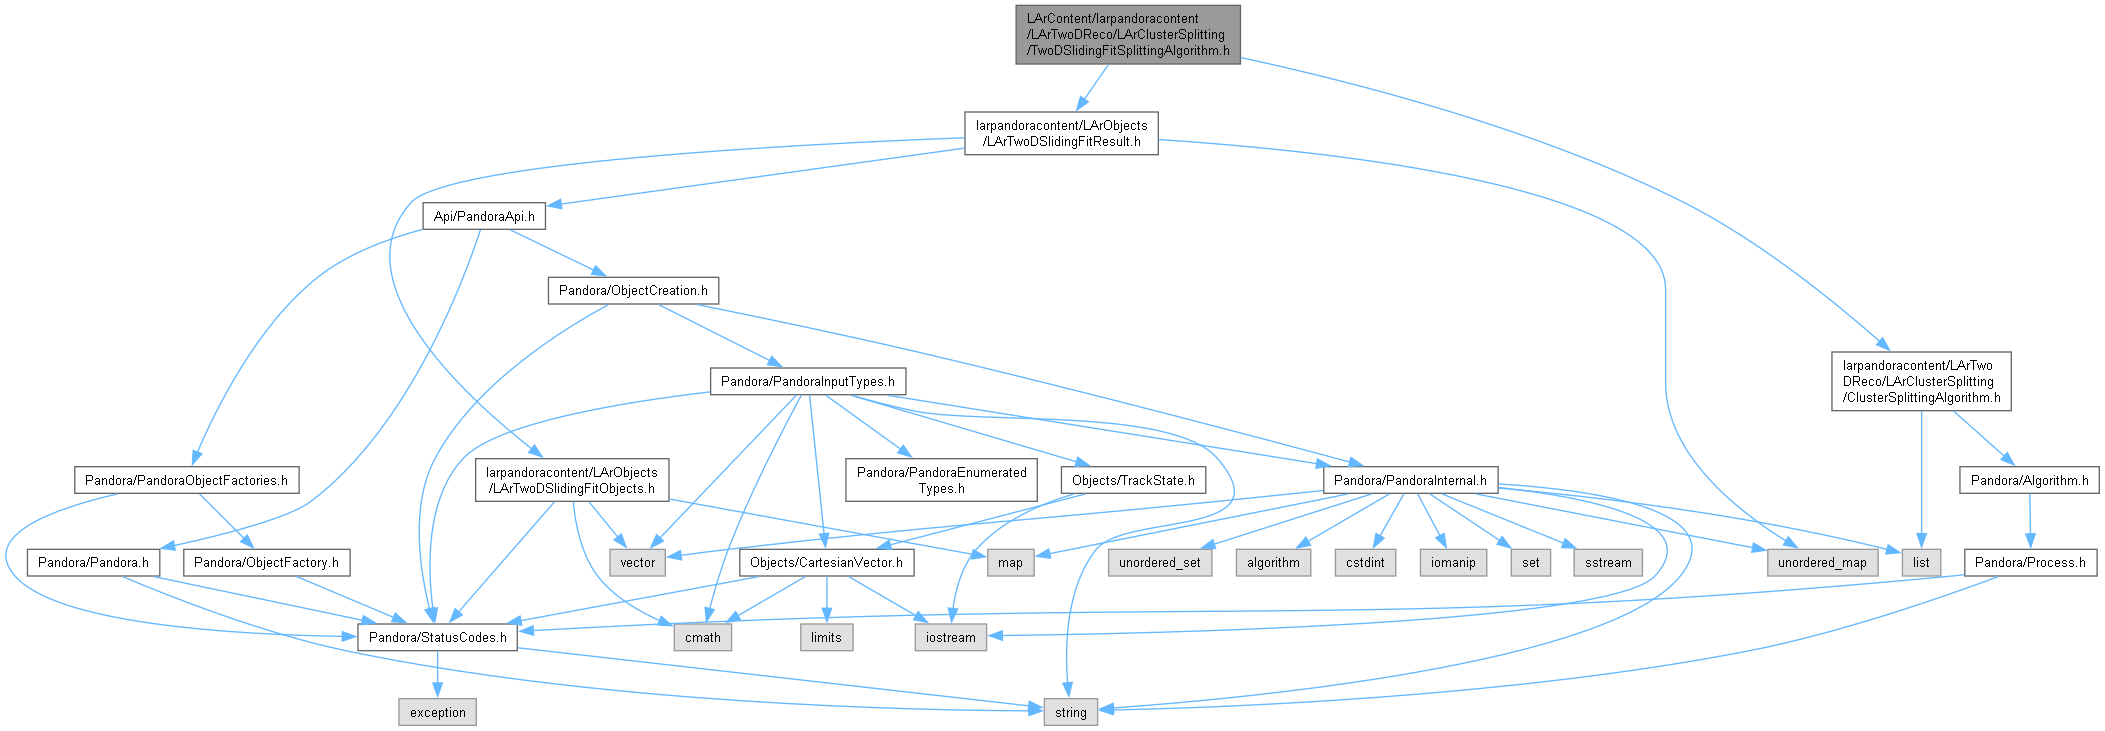 LArContent/larpandoracontent
/LArTwoDReco/LArClusterSplitting
/TwoDSlidingFitSplittingAlgorithm.h
larpandoracontent/LArObjects
/LArTwoDSlidingFitResult.h
Api/PandoraApi.h
Pandora/ObjectCreation.h
larpandoracontent/LArTwo
DReco/LArClusterSplitting
/ClusterSplittingAlgorithm.h
Pandora/PandoraInputTypes.h
Pandora/PandoraObjectFactories.h
larpandoracontent/LArObjects
/LArTwoDSlidingFitObjects.h
Pandora/PandoraEnumerated
Types.h
Objects/TrackState.h
Pandora/PandoraInternal.h
Pandora/Algorithm.h
Pandora/Pandora.h
Pandora/ObjectFactory.h
vector
Objects/CartesianVector.h
map
unordered_set
algorithm
cstdint
iomanip
set
sstream
unordered_map
list
Pandora/Process.h
Pandora/StatusCodes.h
cmath
limits
iostream
exception
string